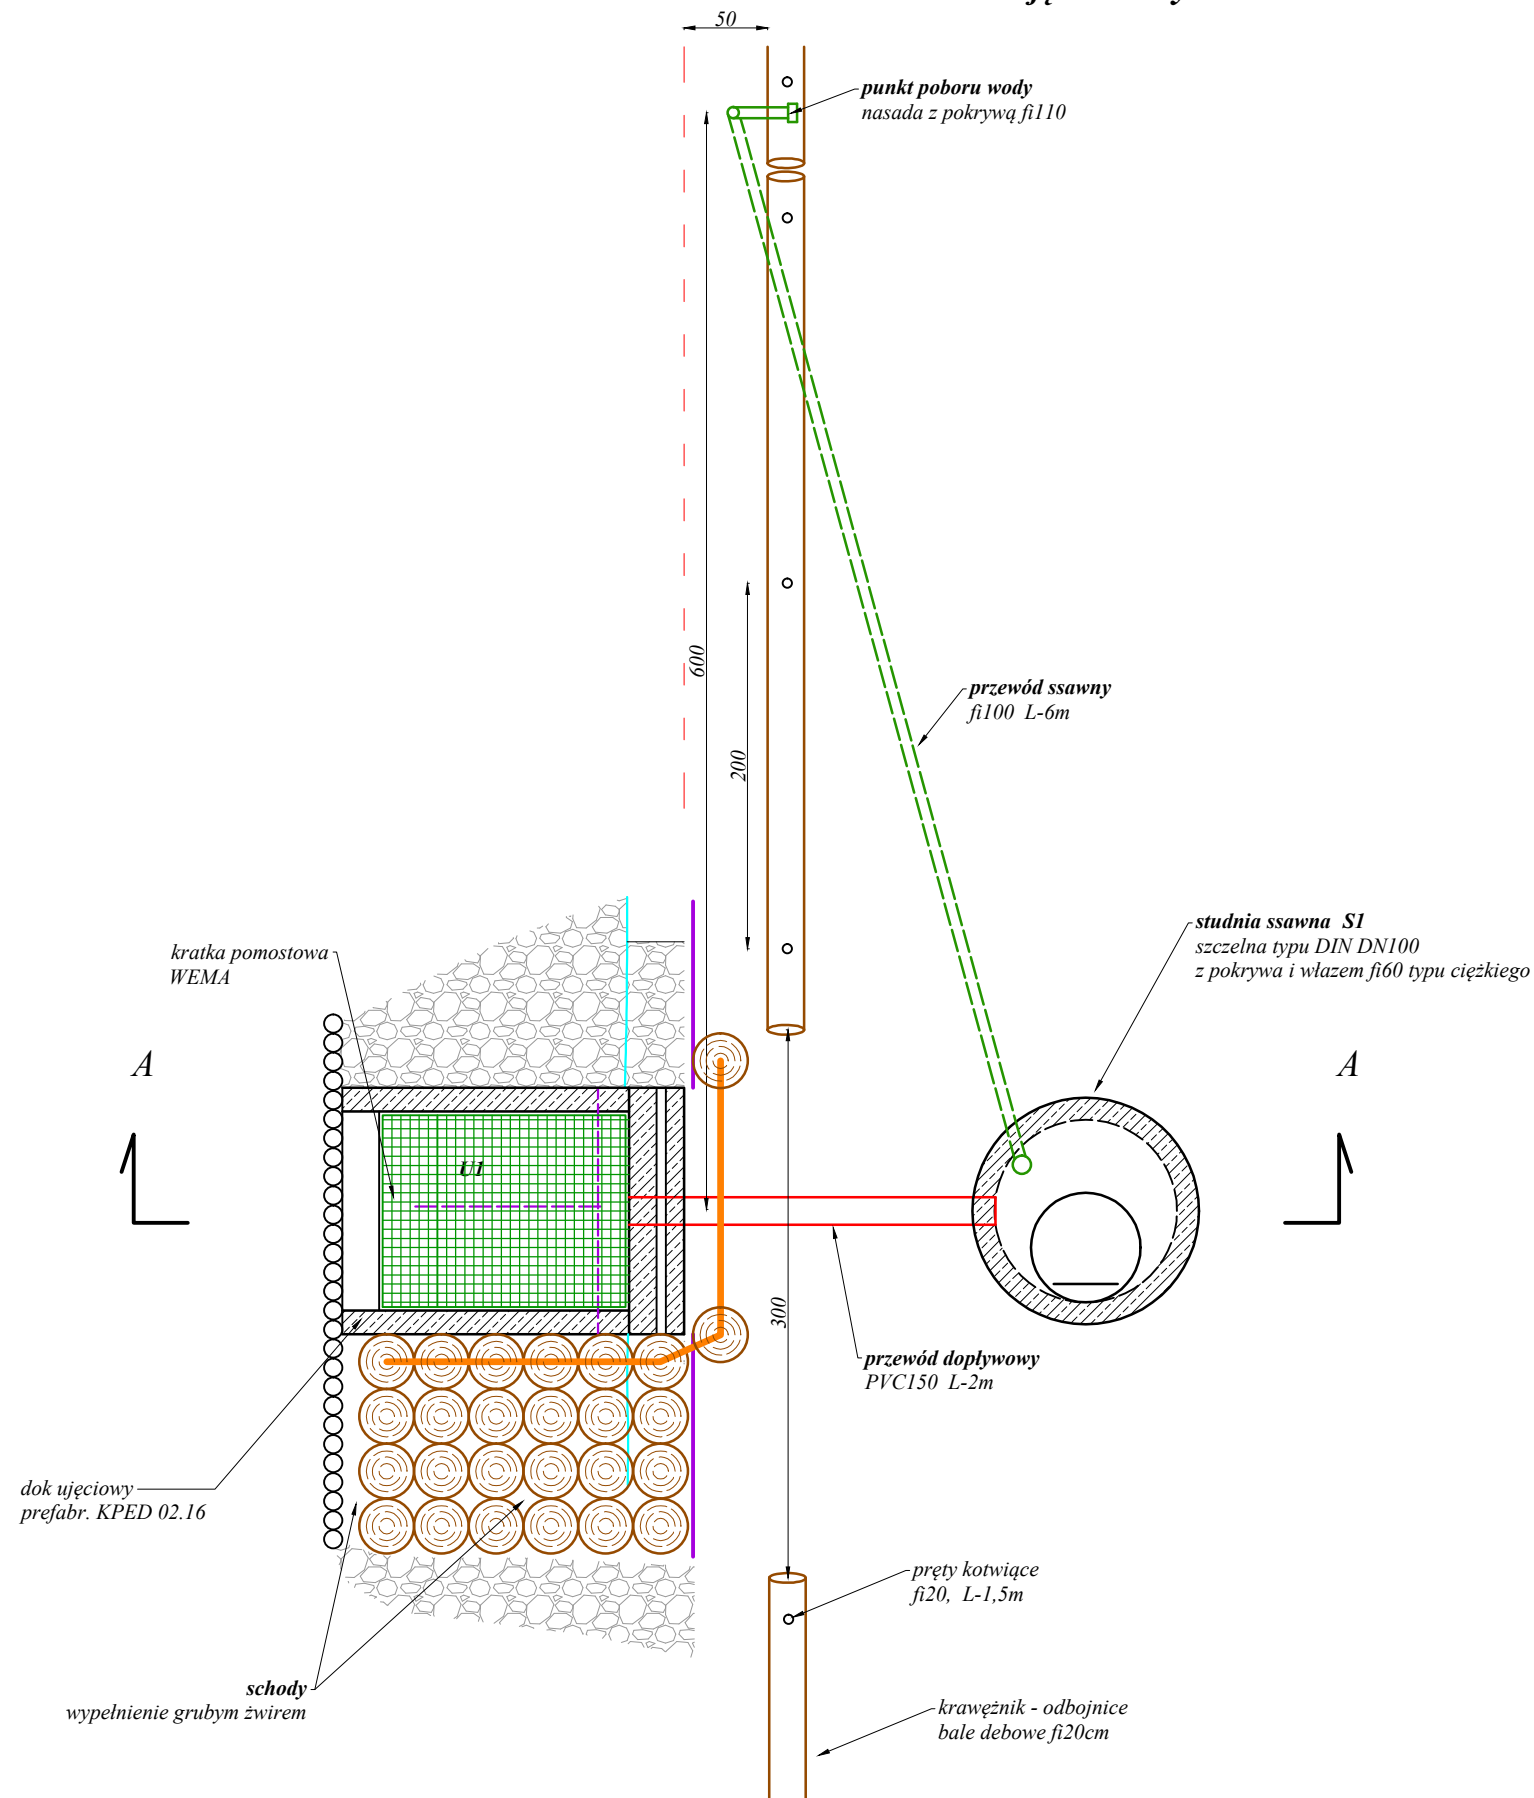 50
punkt poboru wody
nasada z pokrywą fi110
600
200
przewód ssawny
fi100 L-6m
studnia ssawna S1
szczelna typu DIN DN100
z pokrywa i włazem fi60 typu ciężkiego
kratka pomostowa
WEMA
A
A
U1
300
przewód dopływowy
PVC150 L-2m
dok ujęciowy
prefabr. KPED 02.16
pręty kotwiące
fi20, L-1,5m
schody
wypełnienie grubym żwirem
krawężnik - odbojnice
bale debowe fi20cm